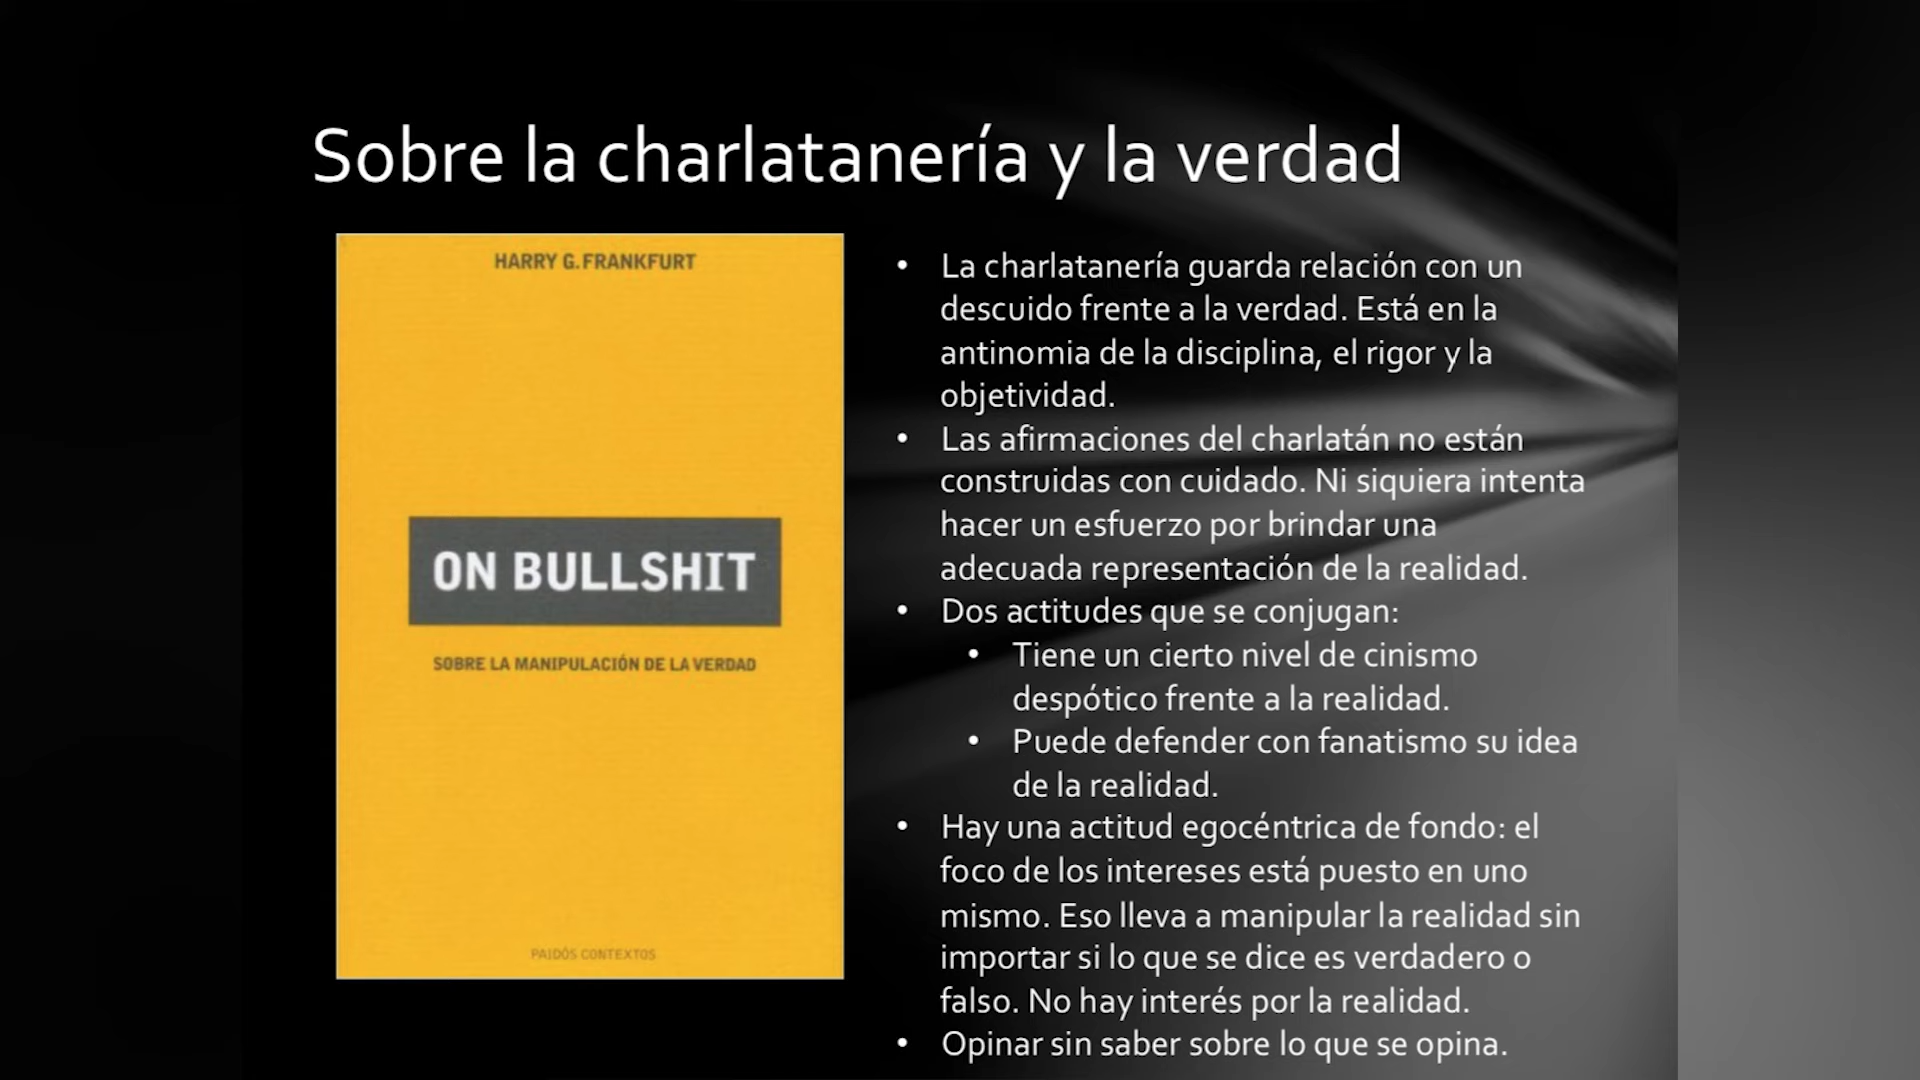 Sobre la charlatanería y la verdad
HARRY G. FRANKFURT
ON BULLSHIT
SOBRE LA MANIPULACIÓN DE LA VERDAD
PAIDÓS CONTEXTOS
• La charlatanería guarda relación con un
descuido frente a la verdad. Está en la
antinomia de la disciplina, el rigor y la
objetividad.
• Las afirmaciones del charlatán no están
construidas con cuidado. Ni siquiera intenta
hacer un esfuerzo por brindar una
adecuada representación de la realidad.
• Dos actitudes que se conjugan:
• Tiene un cierto nivel de cinismo
despótico frente a la realidad.
• Puede defender con fanatismo su idea
de la realidad.
• Hay una actitud egocéntrica de fondo: el
foco de los intereses está puesto en uno
mismo. Eso lleva a manipular la realidad sin
importar si lo que se dice es verdadero o
falso. No hay interés por la realidad.
• Opinar sin saber sobre lo que se opina.